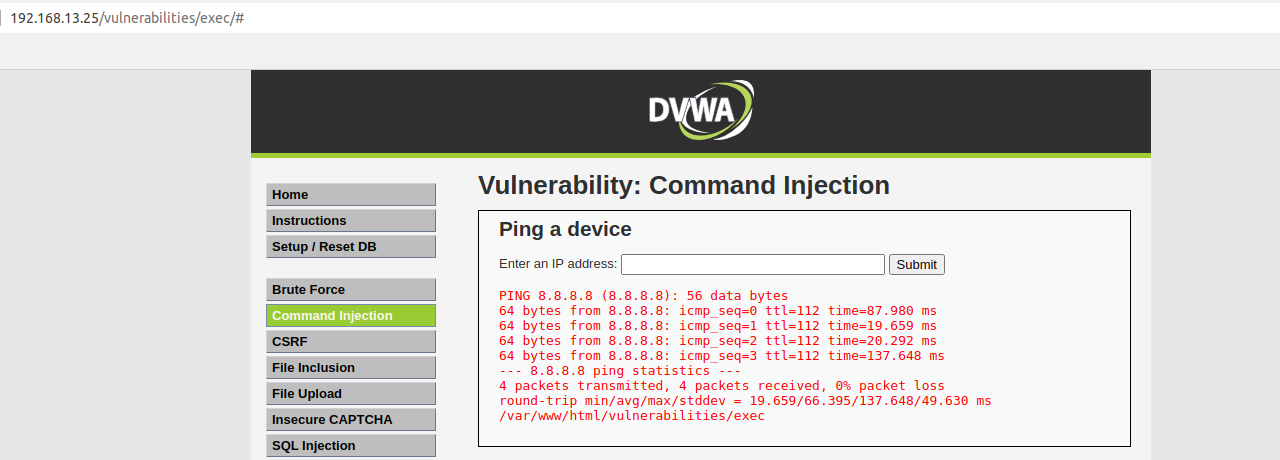 192.168.13.25/vulnerabilities/exec/#
DVWA
Home
Instructions
Setup / Reset DB
Brute Force
Command Injection
CSRF
File Inclusion
File Upload
Insecure CAPTCHA
SQL Injection
Vulnerability: Command Injection
Ping a device
Enter an IP address: Submit
PING 8.8.8.8 (8.8.8.8): 56 data bytes
64 bytes from 8.8.8.8: icmp_seq=0 ttl=112 time=87.980 ms
64 bytes from 8.8.8.8: icmp_seq=1 ttl=112 time=19.659 ms
64 bytes from 8.8.8.8: icmp_seq=2 ttl=112 time=20.292 ms
64 bytes from 8.8.8.8: icmp_seq=3 ttl=112 time=137.648 ms
--- 8.8.8.8 ping statistics ---
4 packets transmitted, 4 packets received, 0% packet loss
round-trip min/avg/max/stddev = 19.659/66.395/137.648/49.630 ms
/var/www/html/vulnerabilities/exec